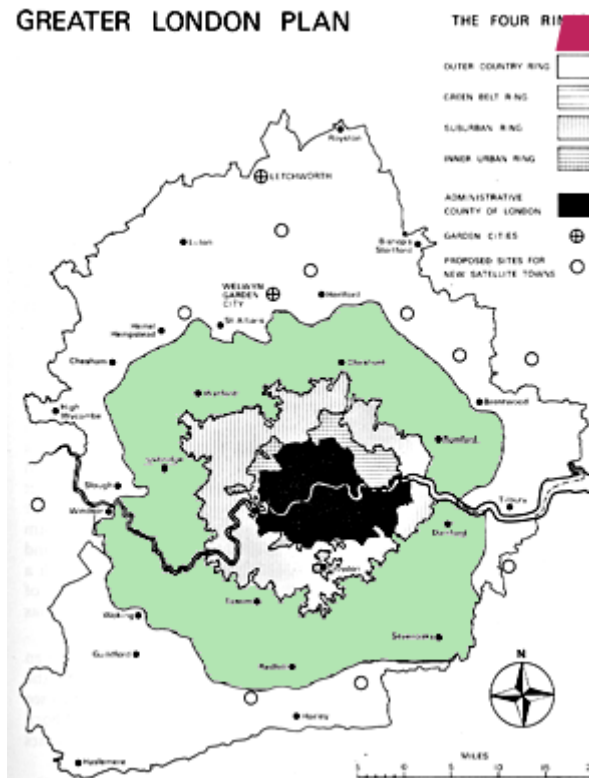 GREATER LONDON PLAN
THE FOUR
OUTER COUNTRY RING
GREEN BELT RING
SUBURBAN RING
INNER URBAN RING
ADMINISTRATIVE
COUNTY OF LONDON
GARDEN CITIES
PROPOSED SITES FOR
NEW SATELLITE TOWNS
Royston
LETCHWORTH
Luton
Bishops
Stortford
WELWYN
GARDEN
CITY
Hertford
St Albans
Hemel
Hempstead
Chesham
Cheshunt
Watford
High
Wycombe
Brentwood
Romford
Uxbridge
Slough
Windsor
Tilbury
Dartford
Croydon
Epsom
Woking
Sevenoaks
Guildford
Redhill
N
Horley
Haslemere
MILES
5
10
15